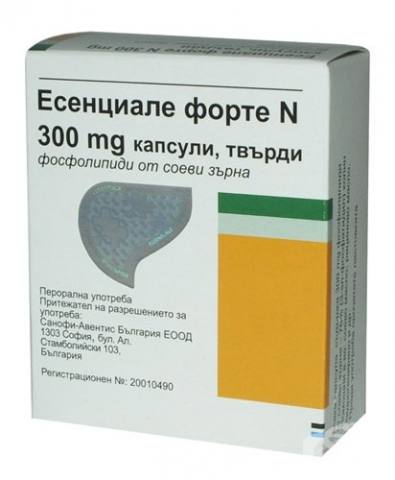 Есенциале форте N
300 mg капсули, твърди
фосфолипиди от соеви зърна
Перорална употреба
Притежател на разрешението за
употреба:
Санофи-Авентис България ЕООД
1303 София, бул. Ал.
Стамболийски 103,
България
Регистрационен №: 20010490